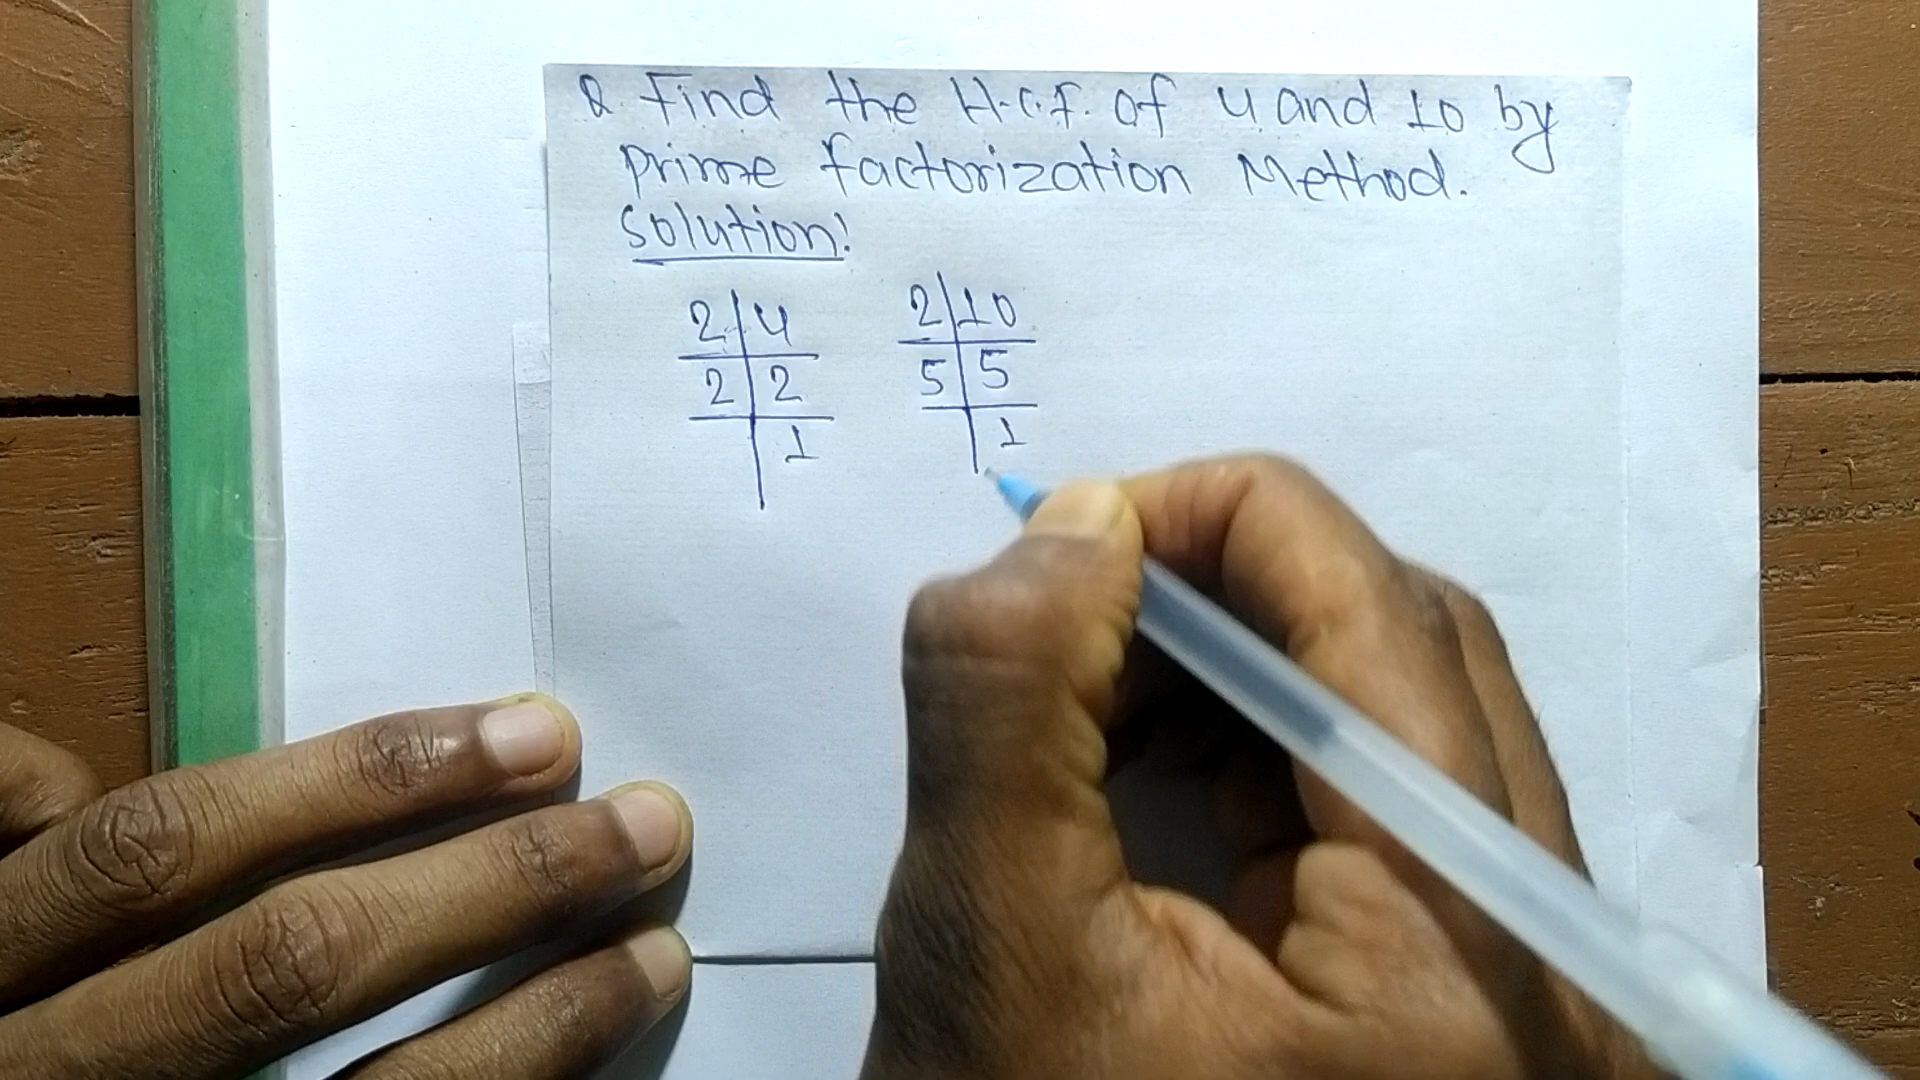 Q. Find the H.C.F. of 4 and 10 by
prime factorization Method.
Solution:
2 4
2 2
1
2 10
5 5
1